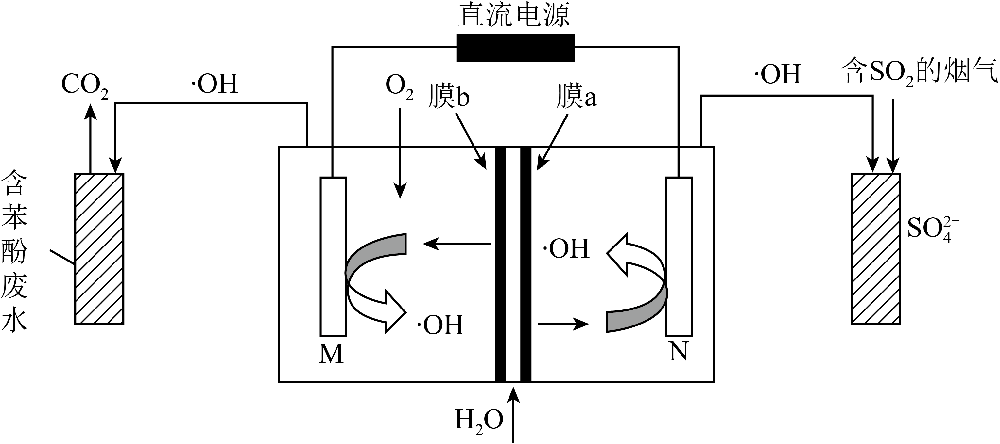 直流电源
CO₂
·OH
O₂
膜b
膜a
·OH
含SO₂的烟气
含苯酚废水
·OH
·OH
SO₄²⁻
M
N
H₂O